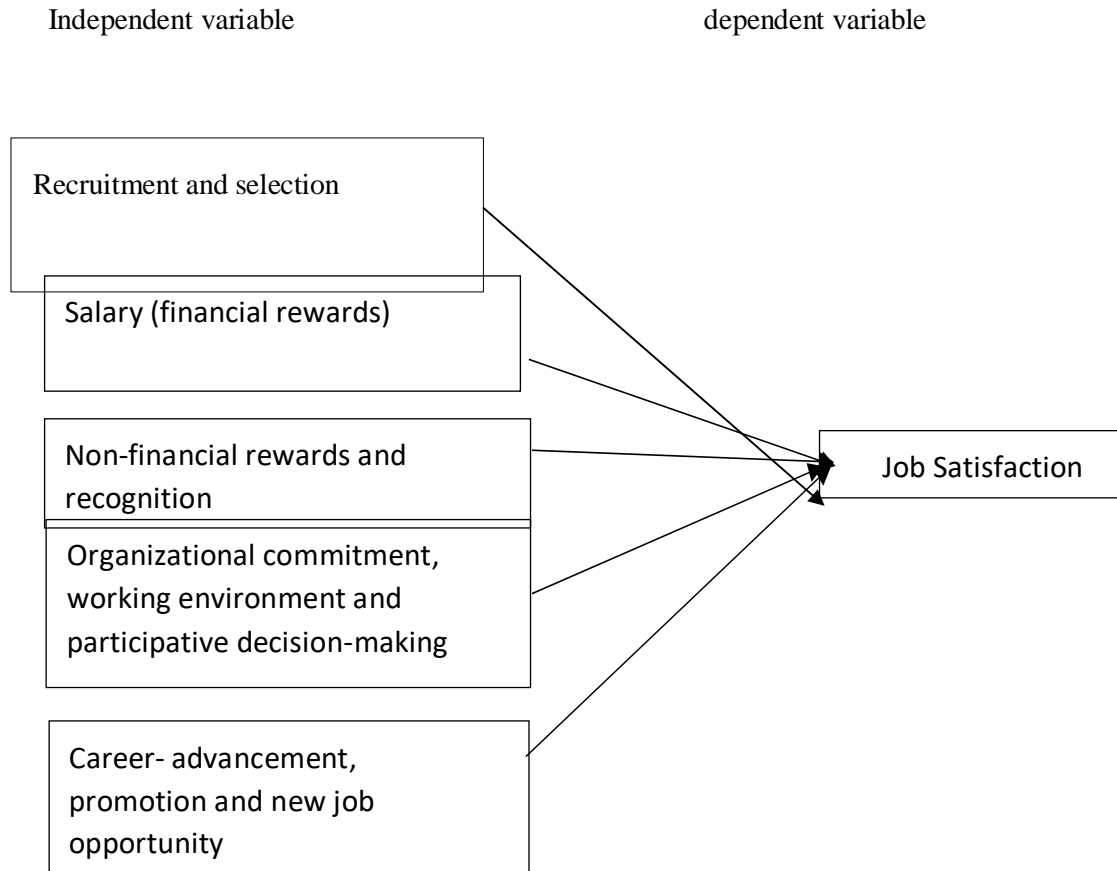 Independent variable
dependent variable
Recruitment and selection
Salary (financial rewards)
Non-financial rewards and
recognition
Organizational commitment,
working environment and
participative decision-making
Career- advancement,
promotion and new job
opportunity
Job Satisfaction